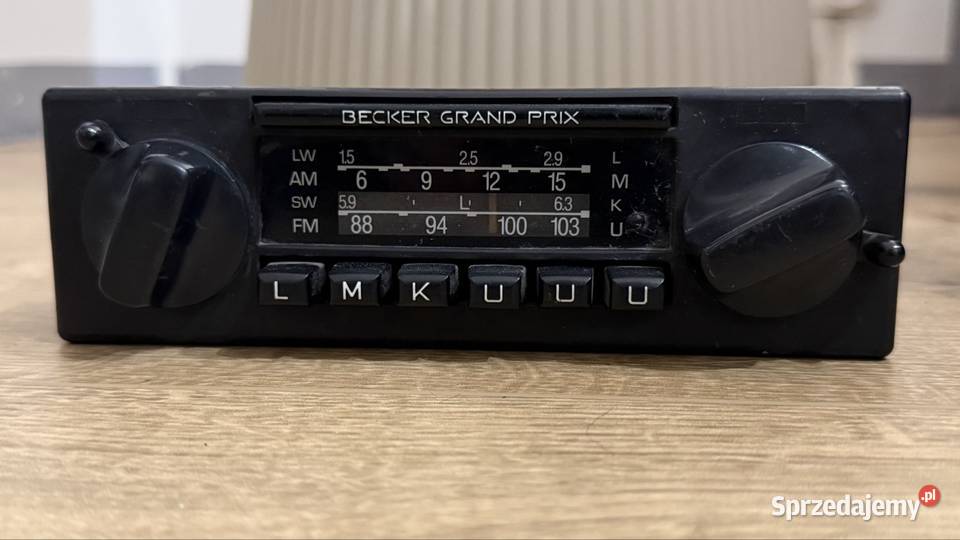 BECKER GRAND PRIX
LW 1.5 2.5 2.9 L
AM 6 9 12 15 M
SW 5.9 L 6.3 K
FM 88 94 100 103 U
L M K U U U
Sprzedajemy.pl